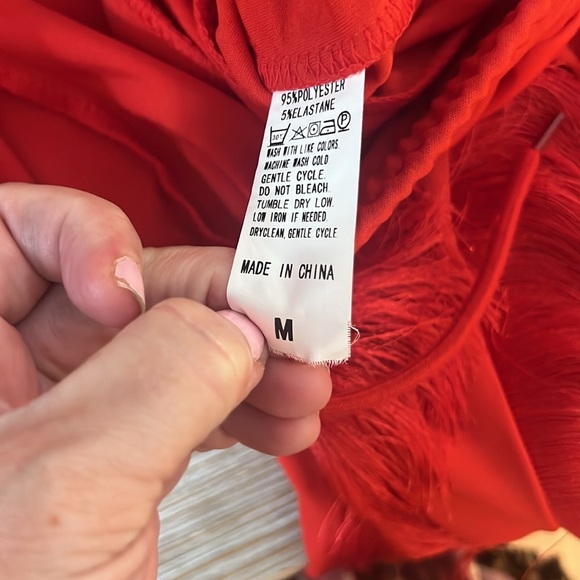 95%POLYESTER
5%ELASTANE
30℃
P
WASH WITH LIKE COLORS.
MACHINE WASH COLD.
GENTLE CYCLE.
DO NOT BLEACH.
TUMBLE DRY LOW.
LOW IRON IF NEEDED.
DRYCLEAN, GENTLE CYCLE.
MADE IN CHINA
M